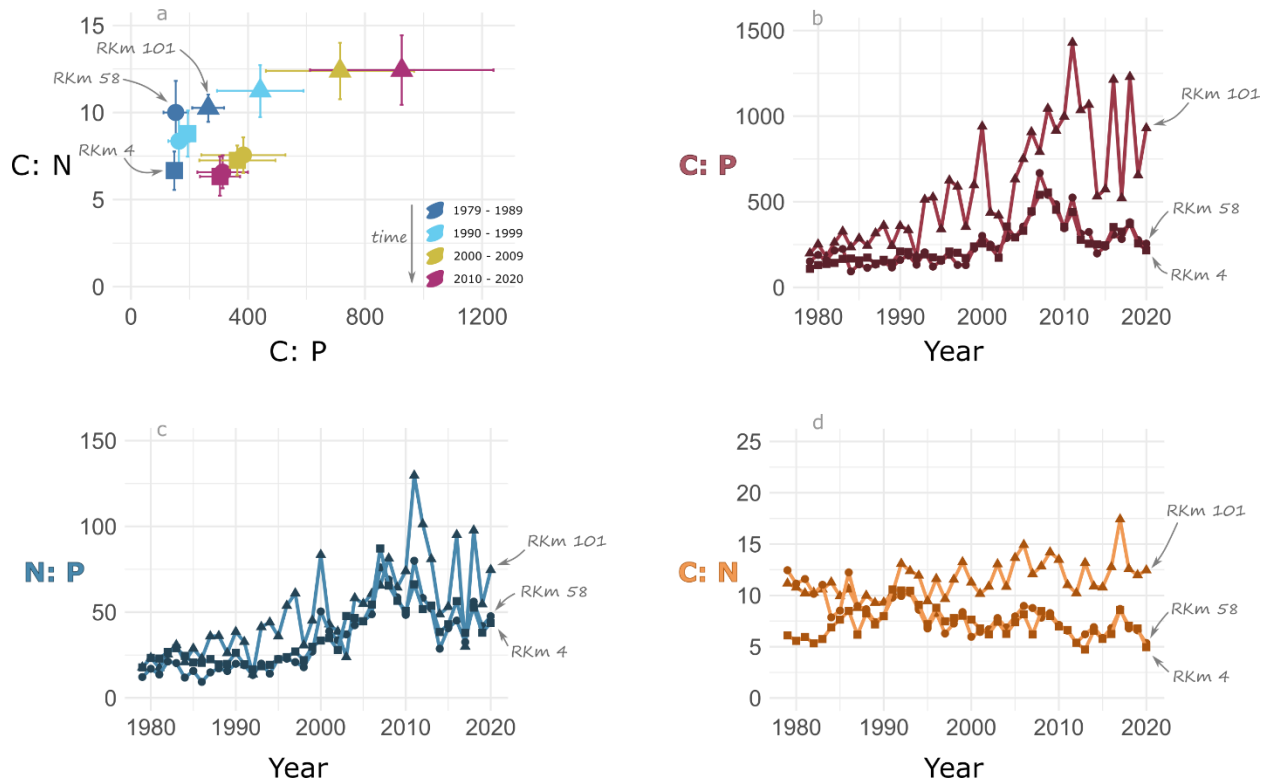 a
15
10
5
0
C: N
RKm 101
RKm 58
RKm 4
time
1979 - 1989
1990 - 1999
2000 - 2009
2010 - 2020
0 400 800 1200
C: P
b
1500
1000
500
0
C: P
RKm 101
RKm 58
RKm 4
1980 1990 2000 2010 2020
Year
c
150
100
50
0
N: P
RKm 101
RKm 58
RKm 4
1980 1990 2000 2010 2020
Year
d
25
20
15
10
5
0
C: N
RKm 101
RKm 58
RKm 4
1980 1990 2000 2010 2020
Year